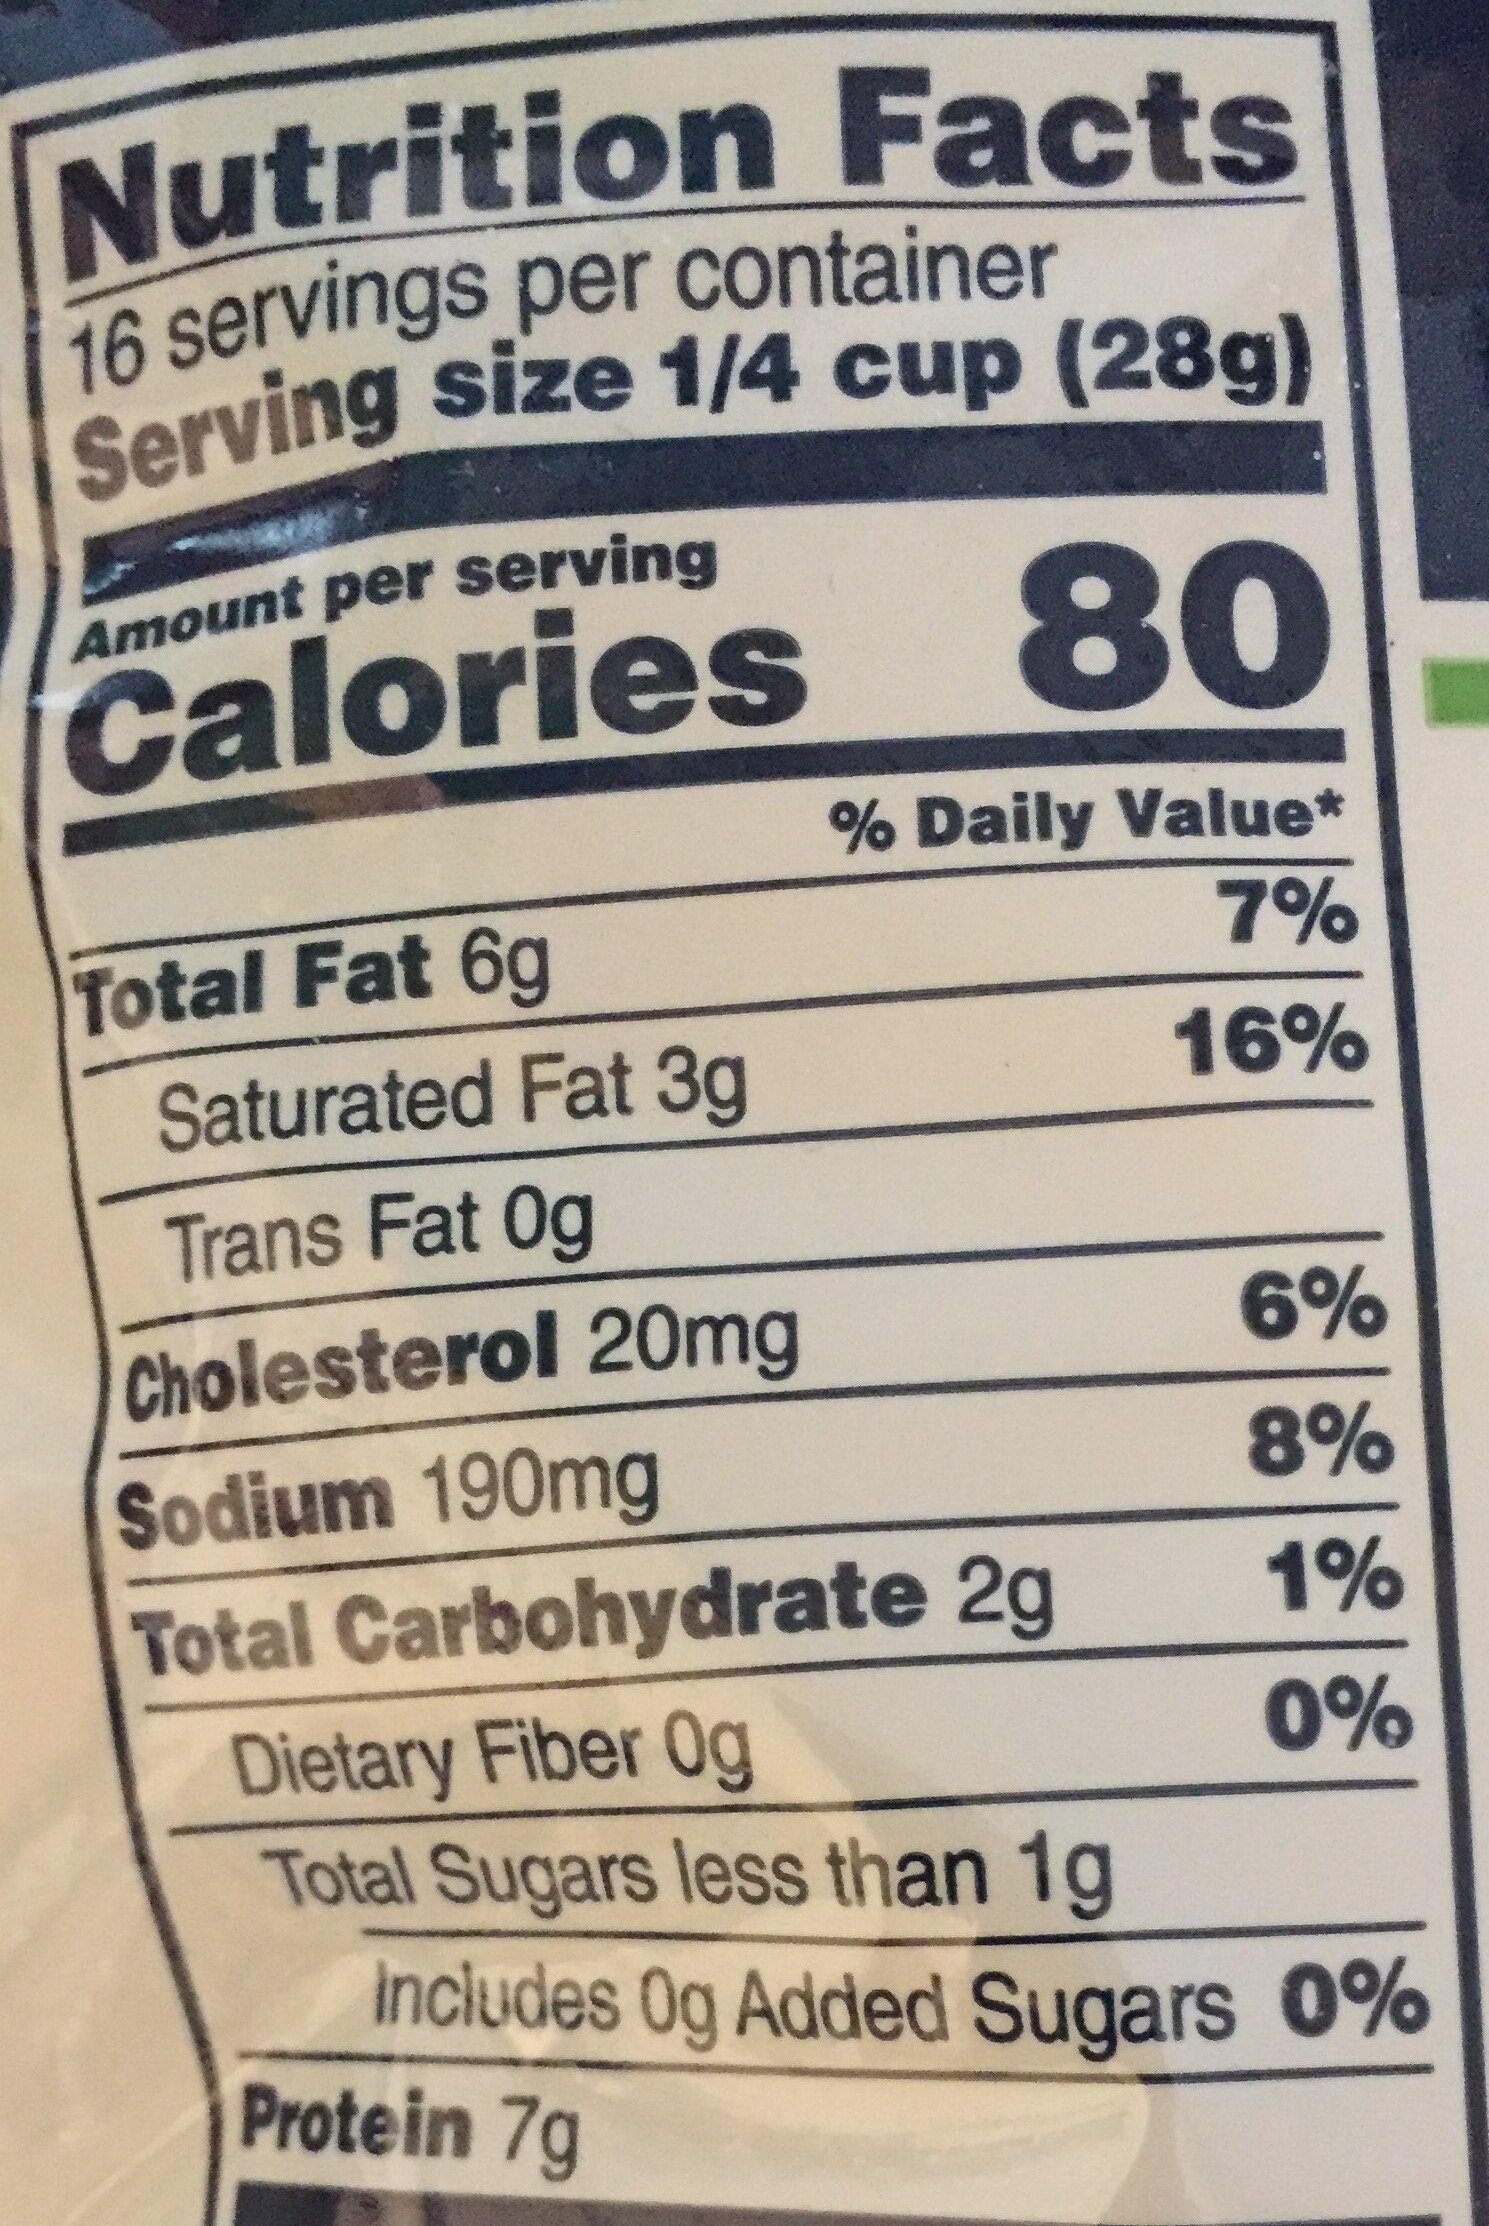 Nutrition Facts
16 servings per container
Serving size 1/4 cup (28g)
Amount per serving
Calories 80
% Daily Value*
Total Fat 6g 7%
Saturated Fat 3g 16%
Trans Fat 0g
Cholesterol 20mg 6%
Sodium 190mg 8%
Total Carbohydrate 2g 1%
Dietary Fiber 0g 0%
Total Sugars less than 1g
Includes 0g Added Sugars 0%
Protein 7g